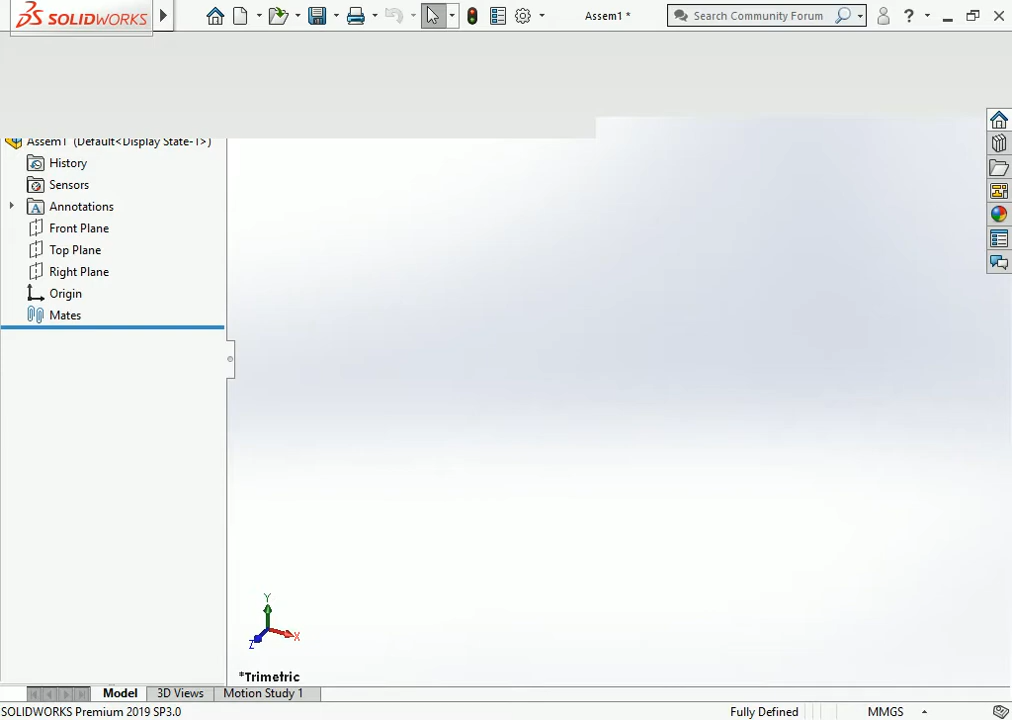 SOLIDWORKS
Assem1 *
Search Community Forum
?
Assem1 (Default<Display State-1>)
History
Sensors
Annotations
Front Plane
Top Plane
Right Plane
Origin
Mates
Y
X
Z
*Trimetric
Model
3D Views
Motion Study 1
SOLIDWORKS Premium 2019 SP3.0
Fully Defined
MMGS